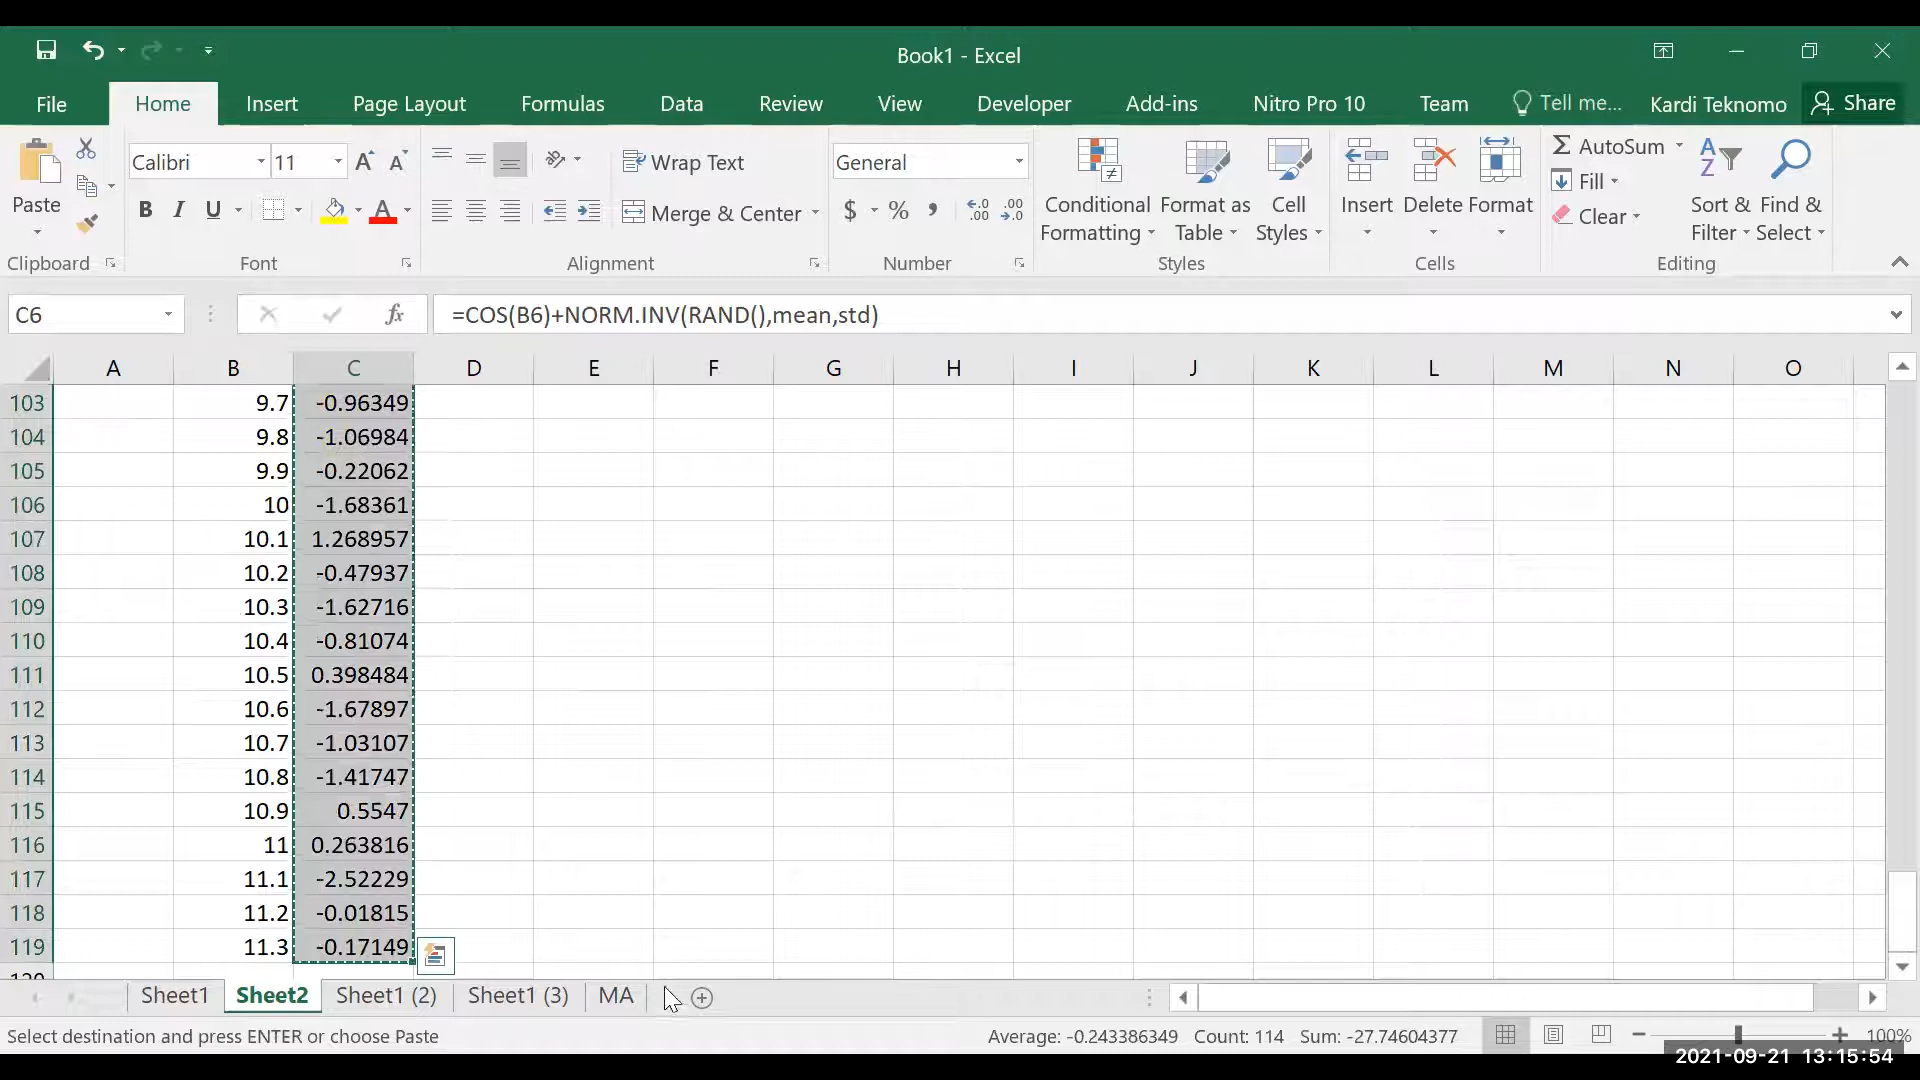 Book1 - Excel
File Home Insert Page Layout Formulas Data Review View Developer Add-ins Nitro Pro 10 Team Tell me... Kardi Teknomo Share
Paste
Calibri 11
Wrap Text
General
Conditional Formatting
Format as Table
Cell Styles
Insert Delete Format
AutoSum
Fill
Clear
Sort & Filter
Find & Select
B I U
Merge & Center
$ % ,
Clipboard Font Alignment Number Styles Cells Editing
C6 fx =COS(B6)+NORM.INV(RAND(),mean,std)
A B C D E F G H I J K L M N O
103 9.7 -0.96349
104 9.8 -1.06984
105 9.9 -0.22062
106 10 -1.68361
107 10.1 1.268957
108 10.2 -0.47937
109 10.3 -1.62716
110 10.4 -0.81074
111 10.5 0.398484
112 10.6 -1.67897
113 10.7 -1.03107
114 10.8 -1.41747
115 10.9 0.5547
116 11 0.263816
117 11.1 -2.52229
118 11.2 -0.01815
119 11.3 -0.17149
Sheet1 Sheet2 Sheet1 (2) Sheet1 (3) MA
Select destination and press ENTER or choose Paste Average: -0.243386349 Count: 114 Sum: -27.74604377 100%
2021-09-21 13:15:54